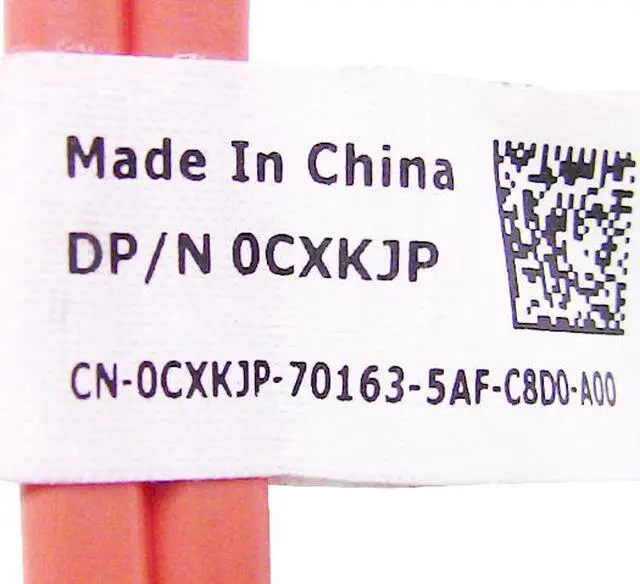 Made In China
DP/N 0CXKJP
CN-0CXKJP-70163-5AF-C8D0-A00